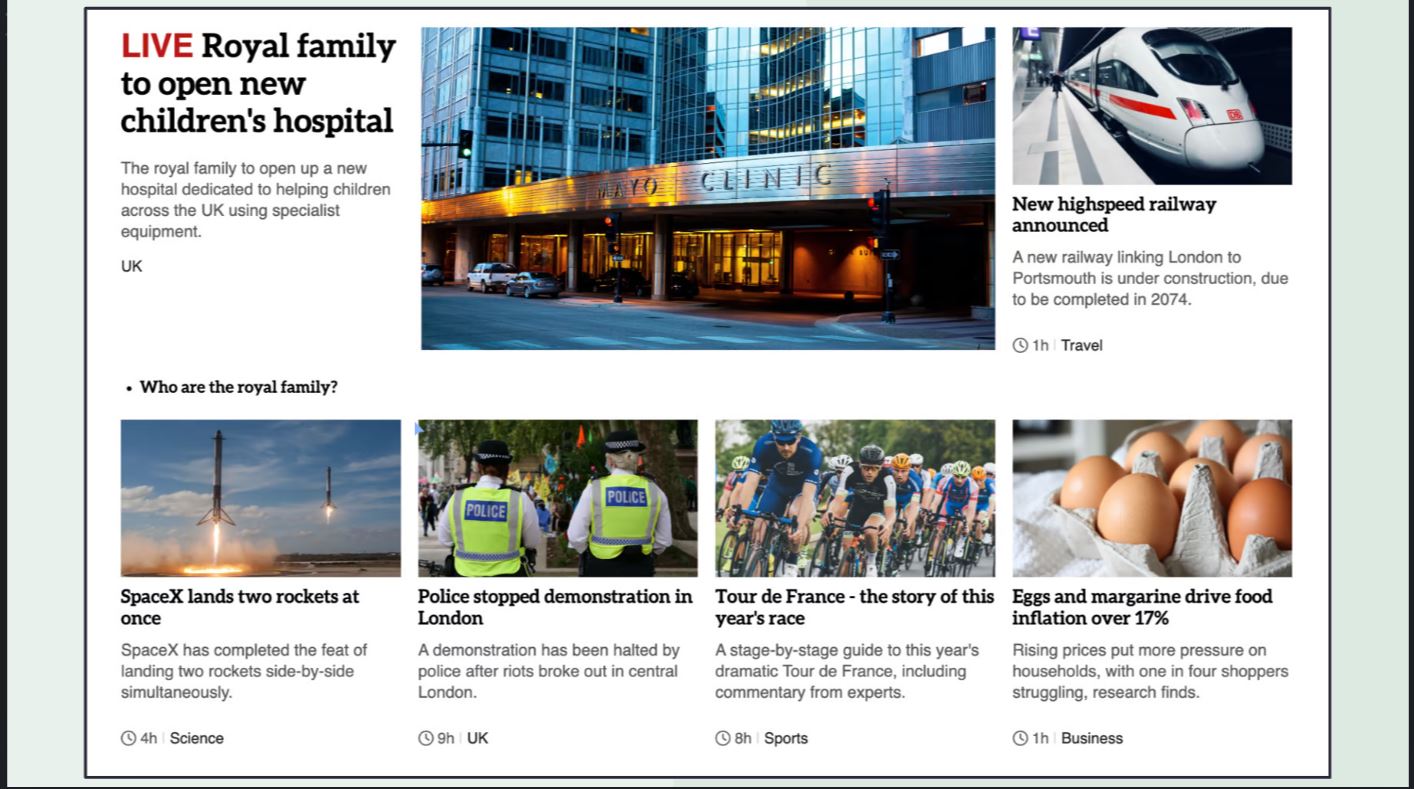 LIVE Royal family
to open new
children's hospital
The royal family to open up a new
hospital dedicated to helping children
across the UK using specialist
equipment.
UK
MAYO CLINIC
DB
New highspeed railway
announced
A new railway linking London to
Portsmouth is under construction, due
to be completed in 2074.
1h | Travel
• Who are the royal family?
POLICE
POLICE
SpaceX lands two rockets at
once
SpaceX has completed the feat of
landing two rockets side-by-side
simultaneously.
4h | Science
Police stopped demonstration in
London
A demonstration has been halted by
police after riots broke out in central
London.
9h | UK
Tour de France - the story of this
year's race
A stage-by-stage guide to this year's
dramatic Tour de France, including
commentary from experts.
8h | Sports
Eggs and margarine drive food
inflation over 17%
Rising prices put more pressure on
households, with one in four shoppers
struggling, research finds.
1h | Business